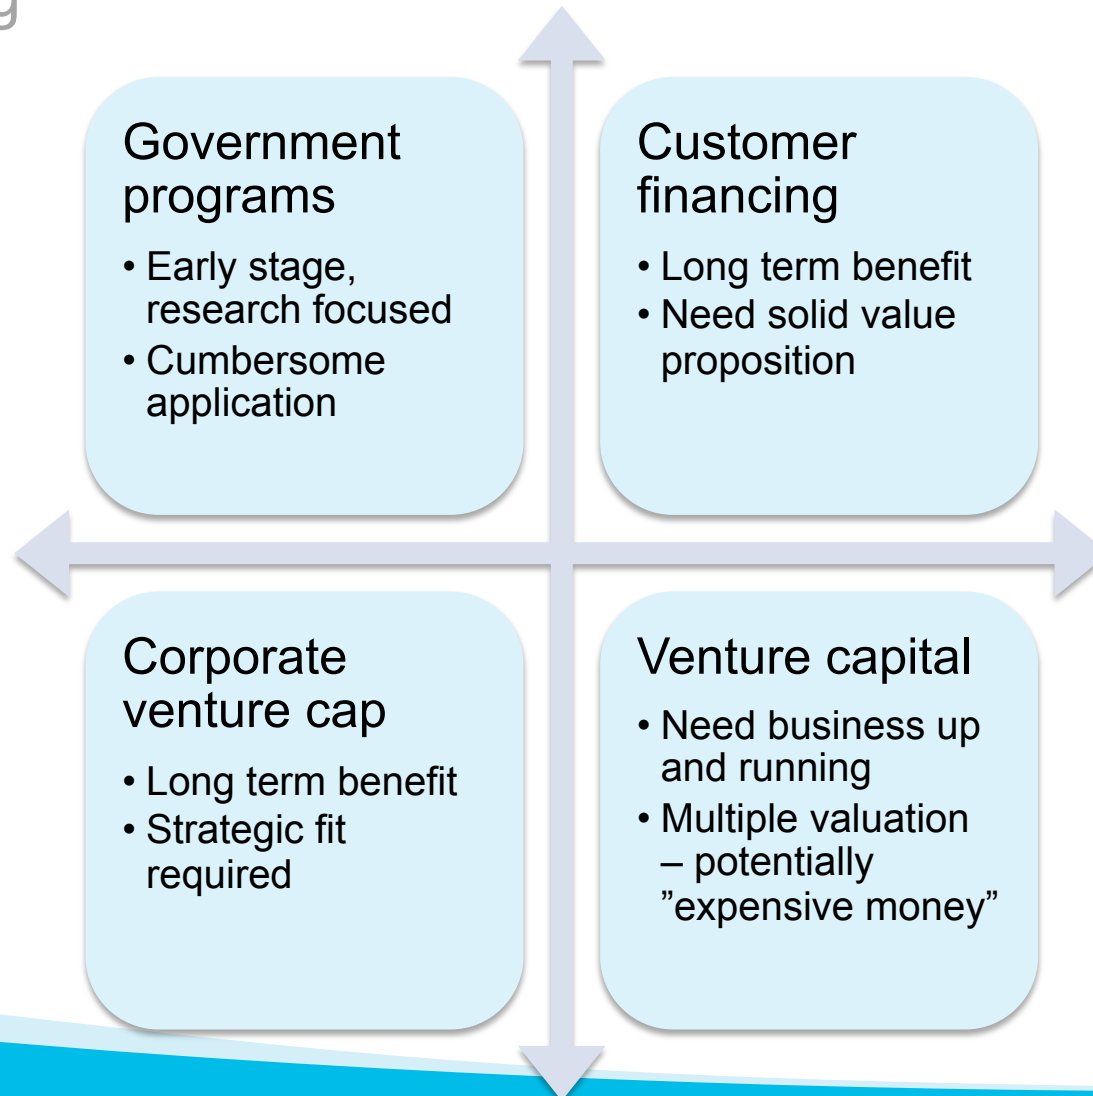 g
Government
programs
• Early stage,
research focused
• Cumbersome
application
Customer
financing
• Long term benefit
• Need solid value
proposition
Corporate
venture cap
• Long term benefit
• Strategic fit
required
Venture capital
• Need business up
and running
• Multiple valuation
– potentially
”expensive money”